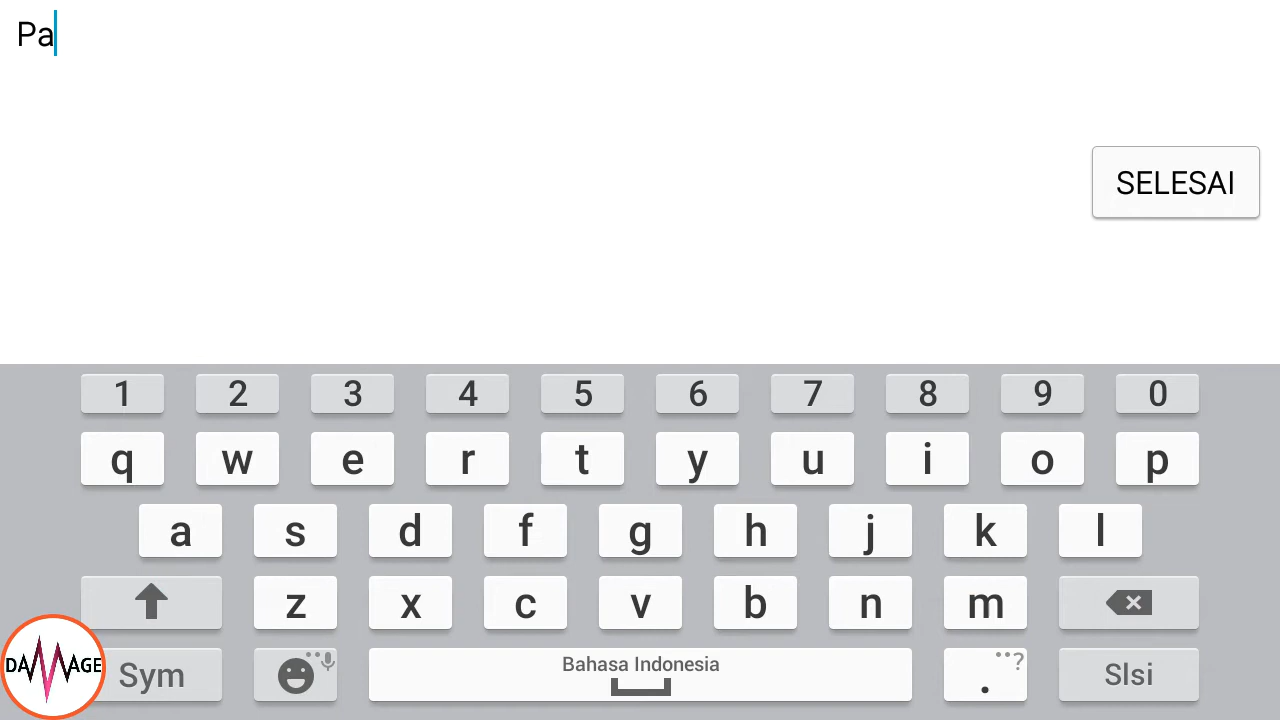 Pa
SELESAI
1 2 3 4 5 6 7 8 9 0
q w e r t y u i o p
a s d f g h j k l
z x c v b n m
DAMAGE
Sym
Bahasa Indonesia
. ?
Slsi